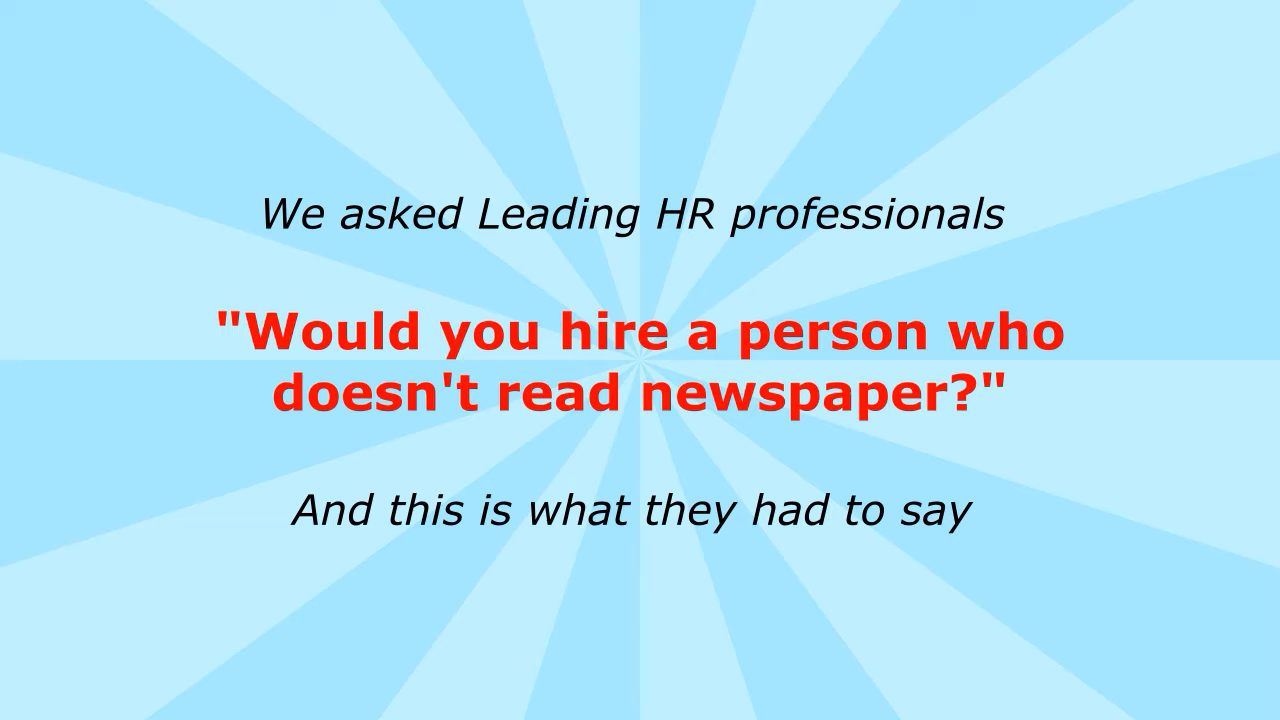 We asked Leading HR professionals
"Would you hire a person who
doesn't read newspaper?"
And this is what they had to say